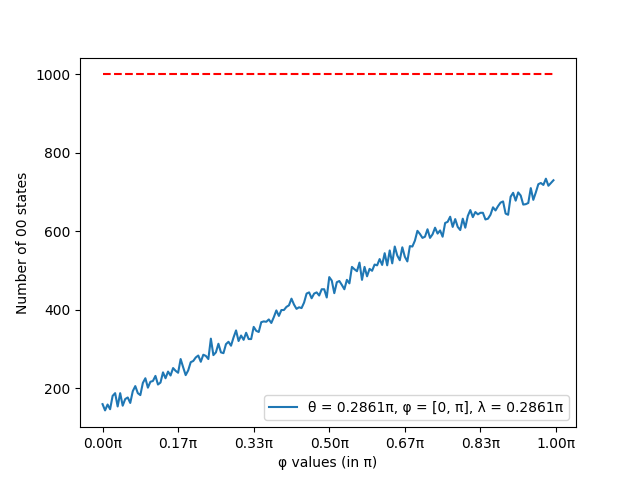 1000
800
600
400
200
Number of 00 states
θ = 0.2861π, φ = [0, π], λ = 0.2861π
0.00π 0.17π 0.33π 0.50π 0.67π 0.83π 1.00π
φ values (in π)